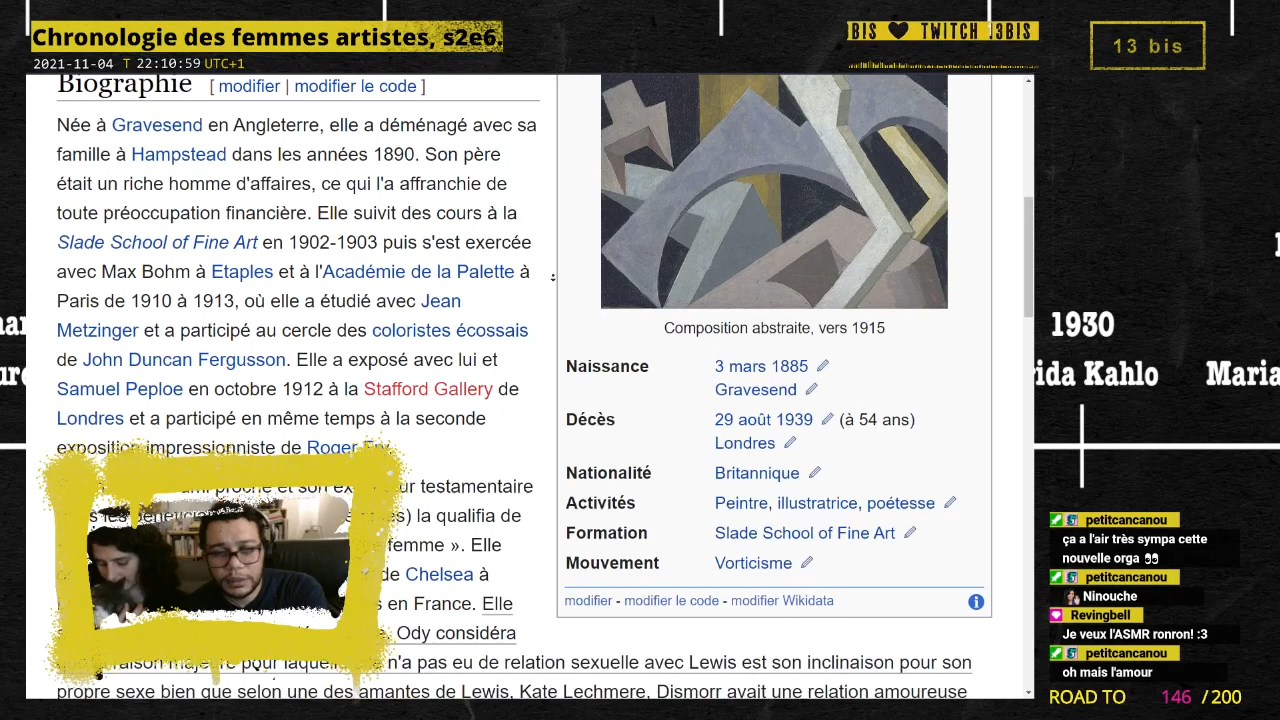 Chronologie des femmes artistes, s2e6.
2021-11-04 T 22:10:59 UTC+1
BIS TWITCH 13BIS
13 bis
Biographie [ modifier | modifier le code ]
Née à Gravesend en Angleterre, elle a déménagé avec sa
famille à Hampstead dans les années 1890. Son père
était un riche homme d'affaires, ce qui l'a affranchie de
toute préoccupation financière. Elle suivit des cours à la
Slade School of Fine Art en 1902-1903 puis s'est exercée
avec Max Bohm à Etaples et à l'Académie de la Palette à
Paris de 1910 à 1913, où elle a étudié avec Jean
Metzinger et a participé au cercle des coloristes écossais
de John Duncan Fergusson. Elle a exposé avec lui et
Samuel Peploe en octobre 1912 à la Stafford Gallery de
Londres et a participé en même temps à la seconde
exposition impressionniste de Roger Fry.
ami proche et son ex ur testamentaire
la qualifia de
femme ». Elle
de Chelsea à
s en France. Elle
Ody considéra
raison majeure pour laquel n'a pas eu de relation sexuelle avec Lewis est son inclinaison pour son
propre sexe bien que selon une des amantes de Lewis, Kate Lechmere, Dismorr avait une relation amoureuse
Composition abstraite, vers 1915
Naissance 3 mars 1885
Gravesend
Décès 29 août 1939 (à 54 ans)
Londres
Nationalité Britannique
Activités Peintre, illustratrice, poétesse
Formation Slade School of Fine Art
Mouvement Vorticisme
modifier - modifier le code - modifier Wikidata
1930
ida Kahlo Maria
petitcancanou
ça a l'air très sympa cette
nouvelle orga 👀
petitcancanou
Ninouche
Revingbell
Je veux l'ASMR ronron! :3
petitcancanou
oh mais l'amour
ROAD TO 146 / 200